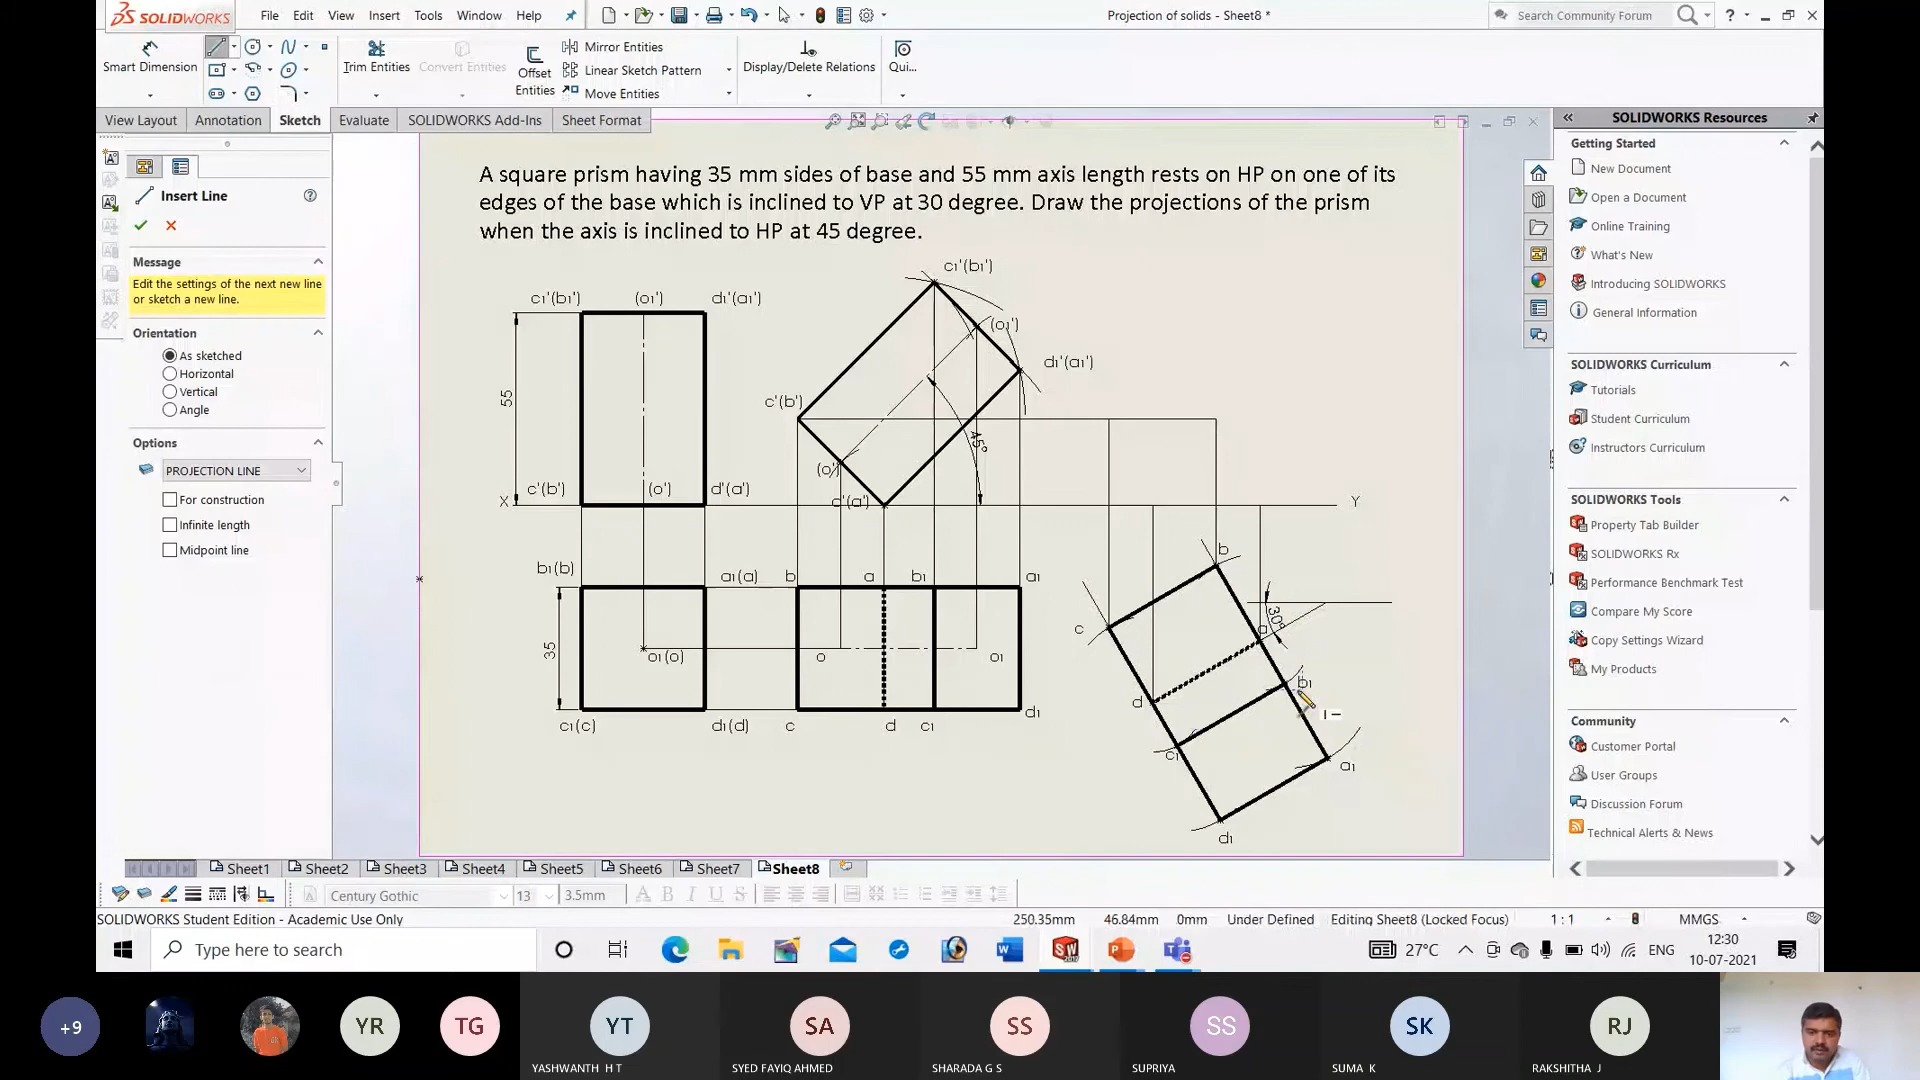 SOLIDWORKS
File Edit View Insert Tools Window Help
Projection of solids - Sheet8 *
Search Community Forum
Smart Dimension
Trim Entities
Convert Entities
Offset Entities
Mirror Entities
Linear Sketch Pattern
Move Entities
Display/Delete Relations
Qui...
View Layout Annotation Sketch Evaluate SOLIDWORKS Add-Ins Sheet Format
Insert Line
Message
Edit the settings of the next new line
or sketch a new line.
Orientation
As sketched
Horizontal
Vertical
Angle
Options
PROJECTION LINE
For construction
Infinite length
Midpoint line
A square prism having 35 mm sides of base and 55 mm axis length rests on HP on one of its
edges of the base which is inclined to VP at 30 degree. Draw the projections of the prism
when the axis is inclined to HP at 45 degree.
c1'(b1') (o1') d1'(a1')
55
c'(b') (o') d'(a')
X
c1'(b1')
(o1')
d1'(a1')
c'(b')
45°
(o')
d'(a')
Y
b1(b) a1(a)
35
o1(o)
c1(c) d1(d)
b a b1 a1
o o1
c d c1 d1
b
30°
c a
d b1
c1 a1
d1
SOLIDWORKS Resources
Getting Started
New Document
Open a Document
Online Training
What's New
Introducing SOLIDWORKS
General Information
SOLIDWORKS Curriculum
Tutorials
Student Curriculum
Instructors Curriculum
SOLIDWORKS Tools
Property Tab Builder
SOLIDWORKS Rx
Performance Benchmark Test
Compare My Score
Copy Settings Wizard
My Products
Community
Customer Portal
User Groups
Discussion Forum
Technical Alerts & News
Sheet1 Sheet2 Sheet3 Sheet4 Sheet5 Sheet6 Sheet7 Sheet8
Century Gothic 13 3.5mm A B I U S
SOLIDWORKS Student Edition - Academic Use Only
250.35mm 46.84mm 0mm Under Defined Editing Sheet8 (Locked Focus) 1 : 1 MMGS
Type here to search
27°C ENG
12:30
10-07-2021
+9 YR TG YT SA SS SS SK RJ
YASHWANTH H T SYED FAYIQ AHMED SHARADA G S SUPRIYA SUMA K RAKSHITHA J